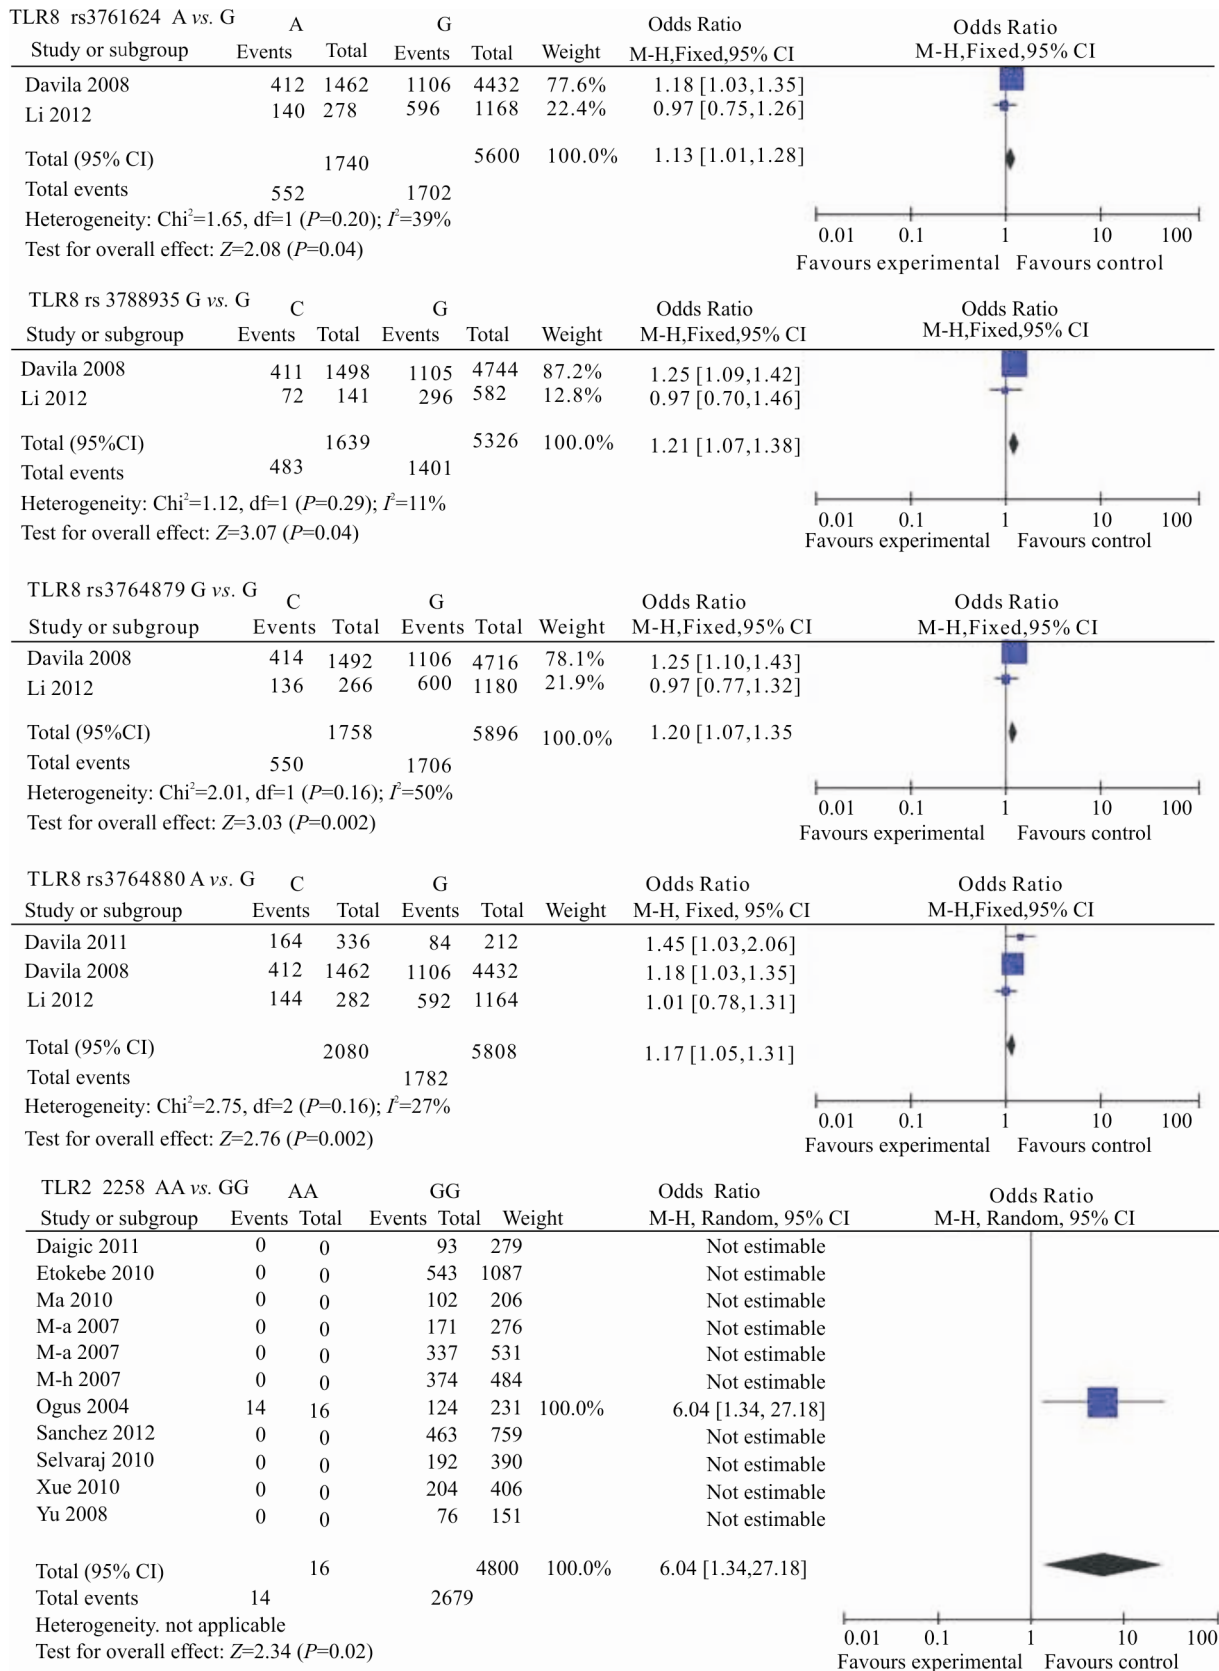 TLR8 rs3761624 A vs. G
A G Odds Ratio Odds Ratio
Study or subgroup Events Total Events Total Weight M-H,Fixed,95% CI M-H,Fixed,95% CI
Davila 2008 412 1462 1106 4432 77.6% 1.18 [1.03,1.35]
Li 2012 140 278 596 1168 22.4% 0.97 [0.75,1.26]
Total (95% CI) 1740 5600 100.0% 1.13 [1.01,1.28]
Total events 552 1702
Heterogeneity: Chi²=1.65, df=1 (P=0.20); I²=39%
Test for overall effect: Z=2.08 (P=0.04)
0.01 0.1 1 10 100
Favours experimental Favours control
TLR8 rs 3788935 G vs. G
C G Odds Ratio Odds Ratio
Study or subgroup Events Total Events Total Weight M-H,Fixed,95% CI M-H,Fixed,95% CI
Davila 2008 411 1498 1105 4744 87.2% 1.25 [1.09,1.42]
Li 2012 72 141 296 582 12.8% 0.97 [0.70,1.46]
Total (95%CI) 1639 5326 100.0% 1.21 [1.07,1.38]
Total events 483 1401
Heterogeneity: Chi²=1.12, df=1 (P=0.29); I²=11%
Test for overall effect: Z=3.07 (P=0.04)
0.01 0.1 1 10 100
Favours experimental Favours control
TLR8 rs3764879 G vs. G
C G Odds Ratio Odds Ratio
Study or subgroup Events Total Events Total Weight M-H,Fixed,95% CI M-H,Fixed,95% CI
Davila 2008 414 1492 1106 4716 78.1% 1.25 [1.10,1.43]
Li 2012 136 266 600 1180 21.9% 0.97 [0.77,1.32]
Total (95%CI) 1758 5896 100.0% 1.20 [1.07,1.35
Total events 550 1706
Heterogeneity: Chi²=2.01, df=1 (P=0.16); I²=50%
Test for overall effect: Z=3.03 (P=0.002)
0.01 0.1 1 10 100
Favours experimental Favours control
TLR8 rs3764880 A vs. G
C G Odds Ratio Odds Ratio
Study or subgroup Events Total Events Total Weight M-H, Fixed, 95% CI M-H,Fixed,95% CI
Davila 2011 164 336 84 212 1.45 [1.03,2.06]
Davila 2008 412 1462 1106 4432 1.18 [1.03,1.35]
Li 2012 144 282 592 1164 1.01 [0.78,1.31]
Total (95% CI) 2080 5808 1.17 [1.05,1.31]
Total events 1782
Heterogeneity: Chi²=2.75, df=2 (P=0.16); I²=27%
Test for overall effect: Z=2.76 (P=0.002)
0.01 0.1 1 10 100
Favours experimental Favours control
TLR2 2258 AA vs. GG
AA GG Odds Ratio Odds Ratio
Study or subgroup Events Total Events Total Weight M-H, Random, 95% CI M-H, Random, 95% CI
Daigic 2011 0 0 93 279 Not estimable
Etokebe 2010 0 0 543 1087 Not estimable
Ma 2010 0 0 102 206 Not estimable
M-a 2007 0 0 171 276 Not estimable
M-a 2007 0 0 337 531 Not estimable
M-h 2007 0 0 374 484 Not estimable
Ogus 2004 14 16 124 231 100.0% 6.04 [1.34, 27.18]
Sanchez 2012 0 0 463 759 Not estimable
Selvaraj 2010 0 0 192 390 Not estimable
Xue 2010 0 0 204 406 Not estimable
Yu 2008 0 0 76 151 Not estimable
Total (95% CI) 16 4800 100.0% 6.04 [1.34,27.18]
Total events 14 2679
Heterogeneity. not applicable
Test for overall effect: Z=2.34 (P=0.02)
0.01 0.1 1 10 100
Favours experimental Favours control